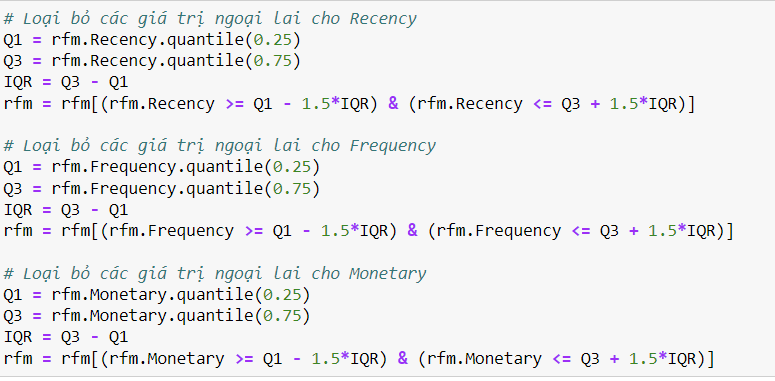 # Loại bỏ các giá trị ngoại lai cho Recency
Q1 = rfm.Recency.quantile(0.25)
Q3 = rfm.Recency.quantile(0.75)
IQR = Q3 - Q1
rfm = rfm[(rfm.Recency >= Q1 - 1.5*IQR) & (rfm.Recency <= Q3 + 1.5*IQR)]
# Loại bỏ các giá trị ngoại lai cho Frequency
Q1 = rfm.Frequency.quantile(0.25)
Q3 = rfm.Frequency.quantile(0.75)
IQR = Q3 - Q1
rfm = rfm[(rfm.Frequency >= Q1 - 1.5*IQR) & (rfm.Frequency <= Q3 + 1.5*IQR)]
# Loại bỏ các giá trị ngoại lai cho Monetary
Q1 = rfm.Monetary.quantile(0.25)
Q3 = rfm.Monetary.quantile(0.75)
IQR = Q3 - Q1
rfm = rfm[(rfm.Monetary >= Q1 - 1.5*IQR) & (rfm.Monetary <= Q3 + 1.5*IQR)]